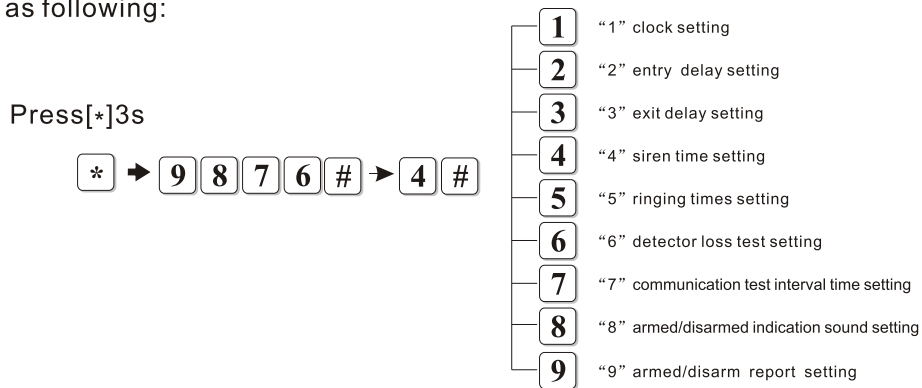 as following:
Press[*]3s
* → 9 8 7 6 # → 4 #
1 “1” clock setting
2 “2” entry delay setting
3 “3” exit delay setting
4 “4” siren time setting
5 “5” ringing times setting
6 “6” detector loss test setting
7 “7” communication test interval time setting
8 “8” armed/disarmed indication sound setting
9 “9” armed/disarm report setting